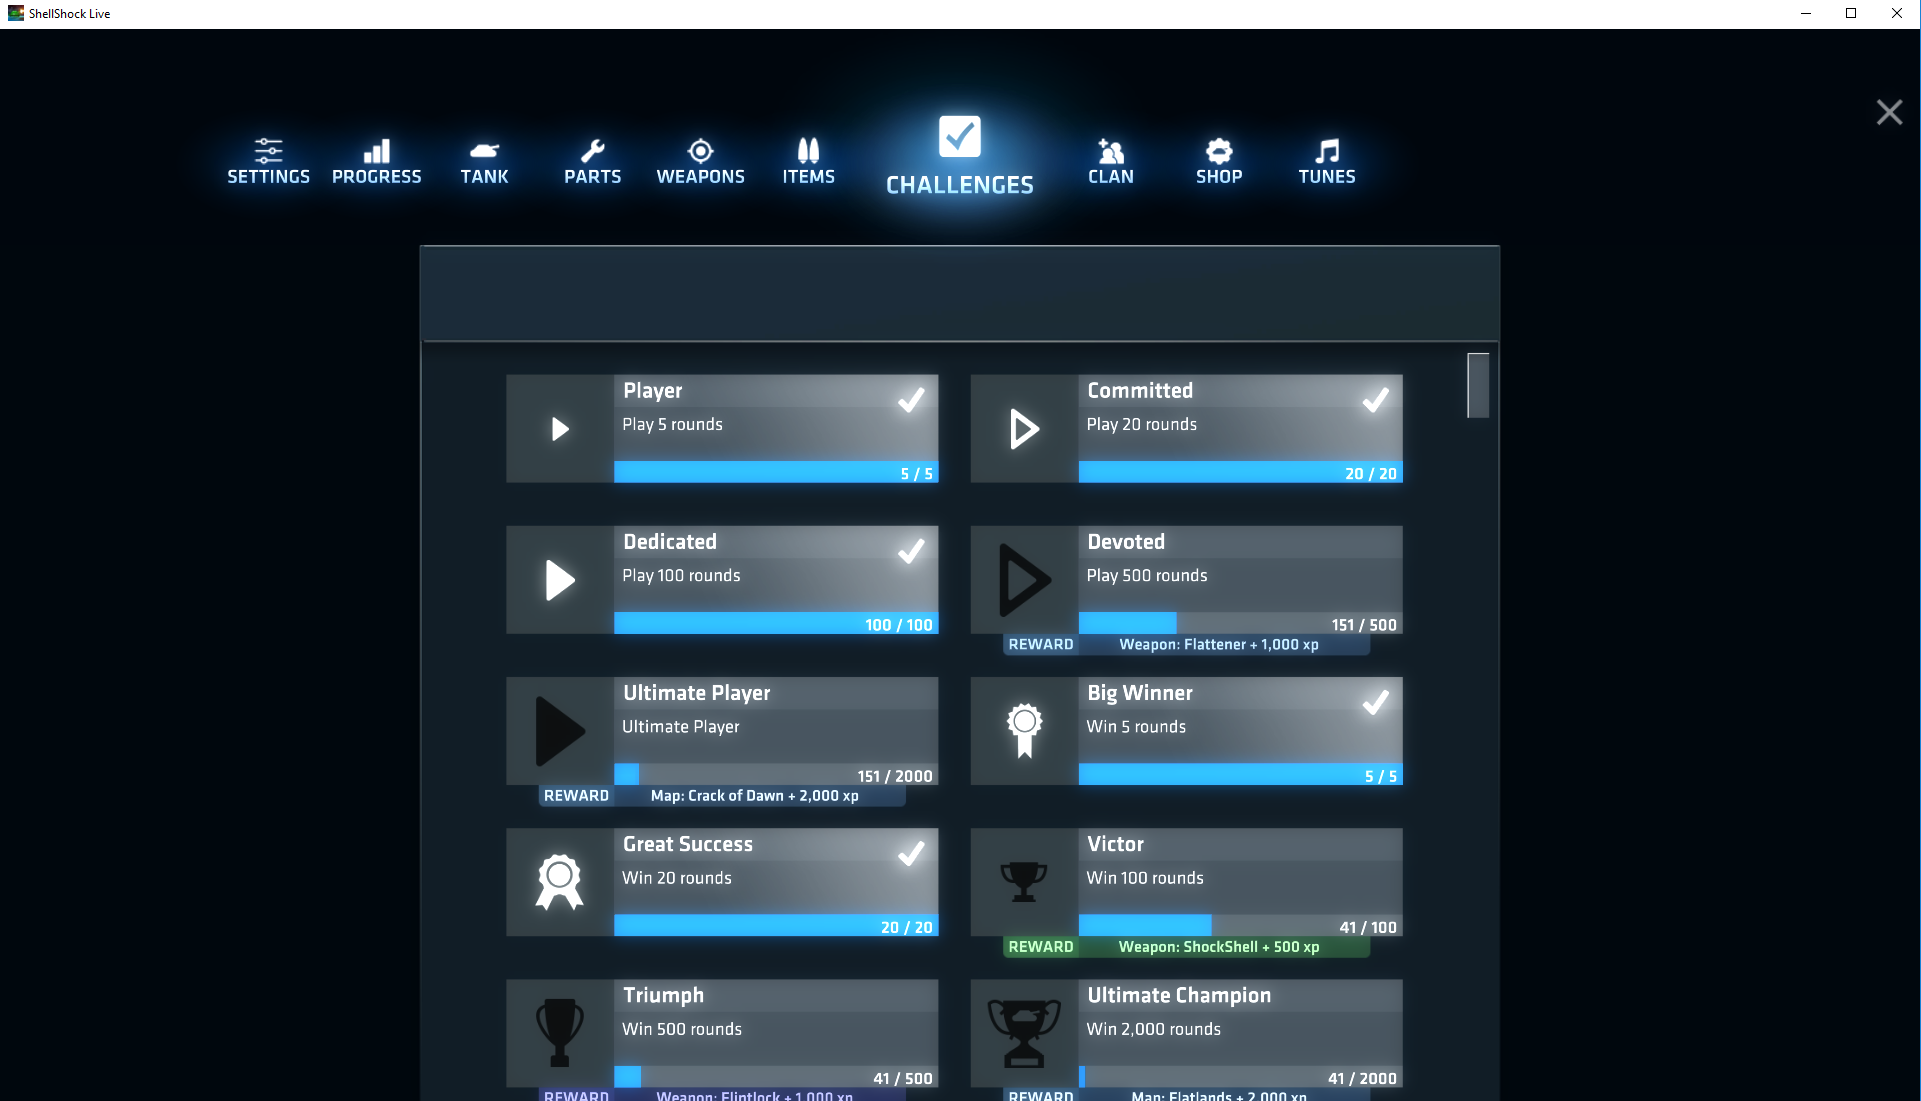 ShellShock Live
SETTINGS
PROGRESS
TANK
PARTS
WEAPONS
ITEMS
CHALLENGES
CLAN
SHOP
TUNES
Player
Play 5 rounds
5 / 5
Committed
Play 20 rounds
20 / 20
Dedicated
Play 100 rounds
100 / 100
Devoted
Play 500 rounds
151 / 500
REWARD Weapon: Flattener + 1,000 xp
Ultimate Player
Ultimate Player
151 / 2000
REWARD Map: Crack of Dawn + 2,000 xp
Big Winner
Win 5 rounds
5 / 5
Great Success
Win 20 rounds
20 / 20
Victor
Win 100 rounds
41 / 100
REWARD Weapon: ShockShell + 500 xp
Triumph
Win 500 rounds
41 / 500
REWARD Weapon: Flintlock + 1,000 xp
Ultimate Champion
Win 2,000 rounds
41 / 2000
REWARD Map: Flatlands + 2,000 xp